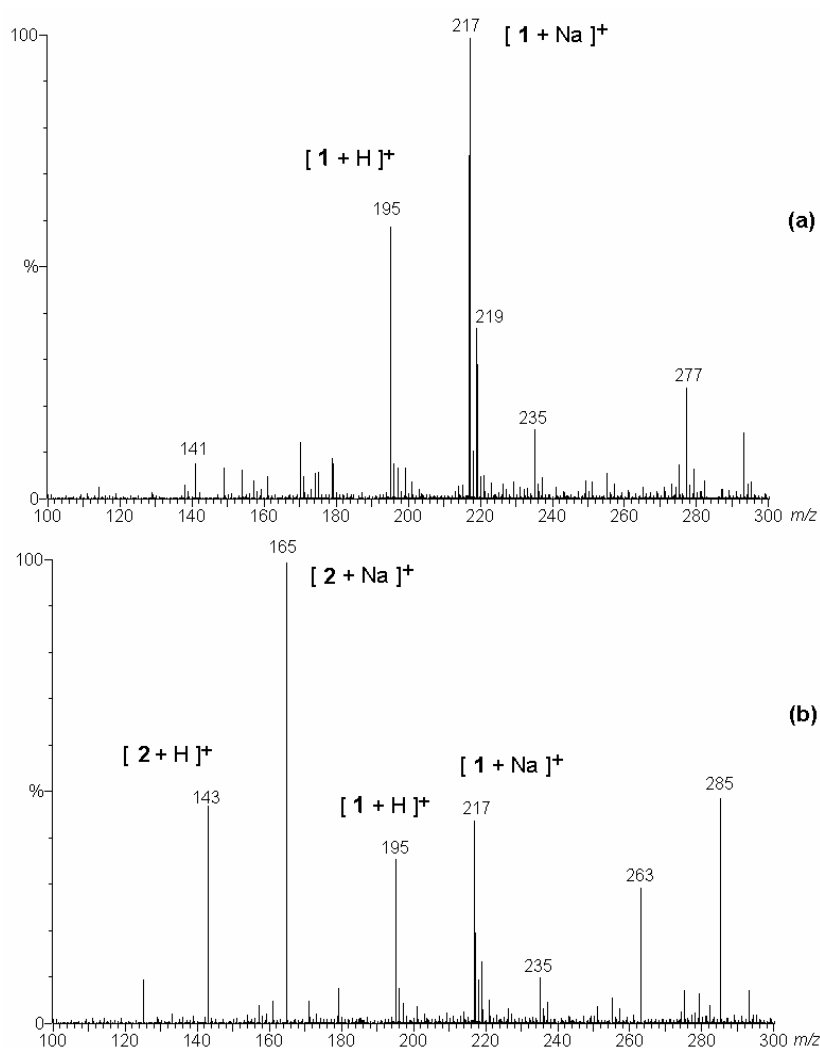 100
217
[ 1 + Na ]+
[ 1 + H ]+
195
(a)
%
219
277
235
141
0
100 120 140 160 180 200 220 240 260 280 300 m/z
165
100
[ 2 + Na ]+
(b)
[ 2 + H ]+
[ 1 + Na ]+
285
%
143
[ 1 + H ]+
217
195
263
235
0
100 120 140 160 180 200 220 240 260 280 300 m/z